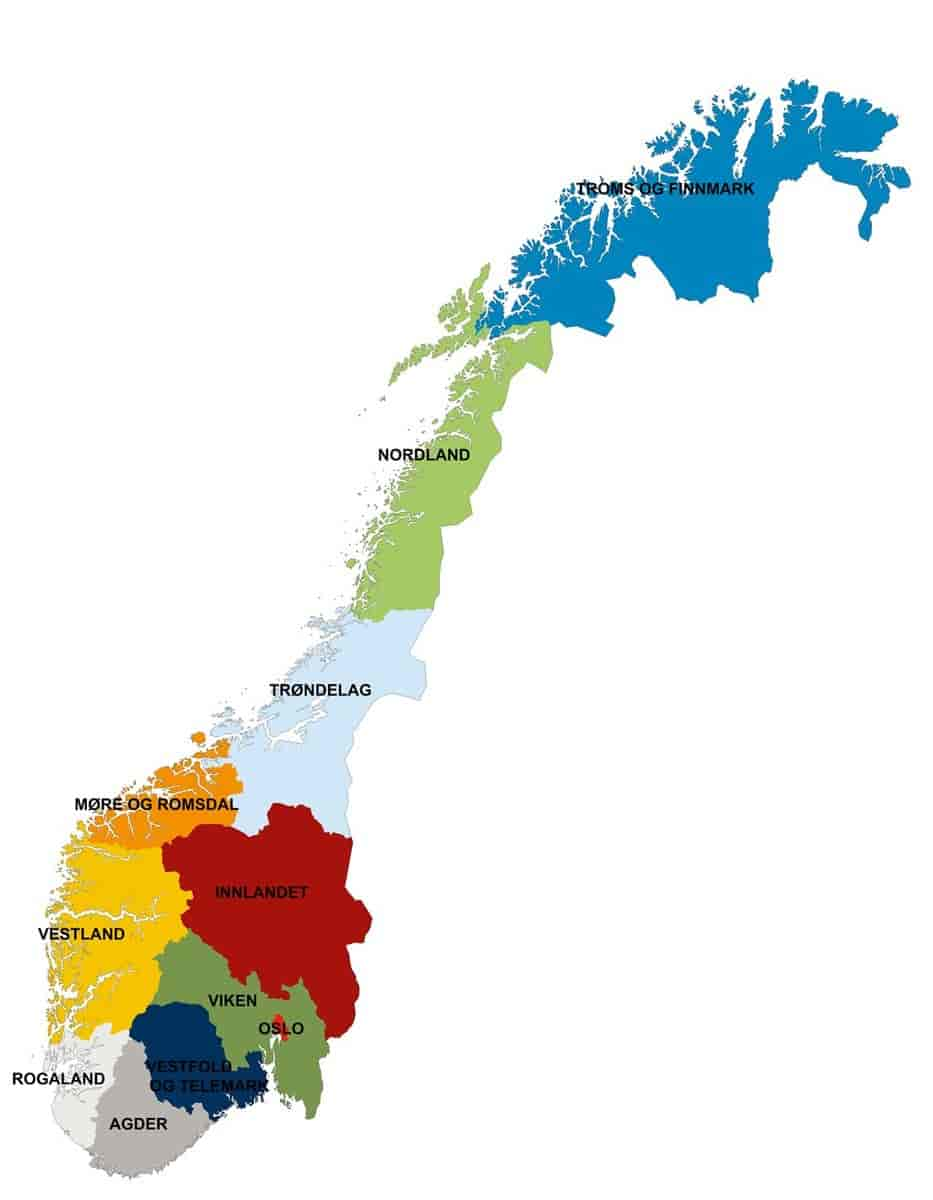 TROMS OG FINNMARK
NORDLAND
TRØNDELAG
MØRE OG ROMSDAL
INNLANDET
VESTLAND
VIKEN
OSLO
VESTFOLD
OG TELEMARK
ROGALAND
AGDER